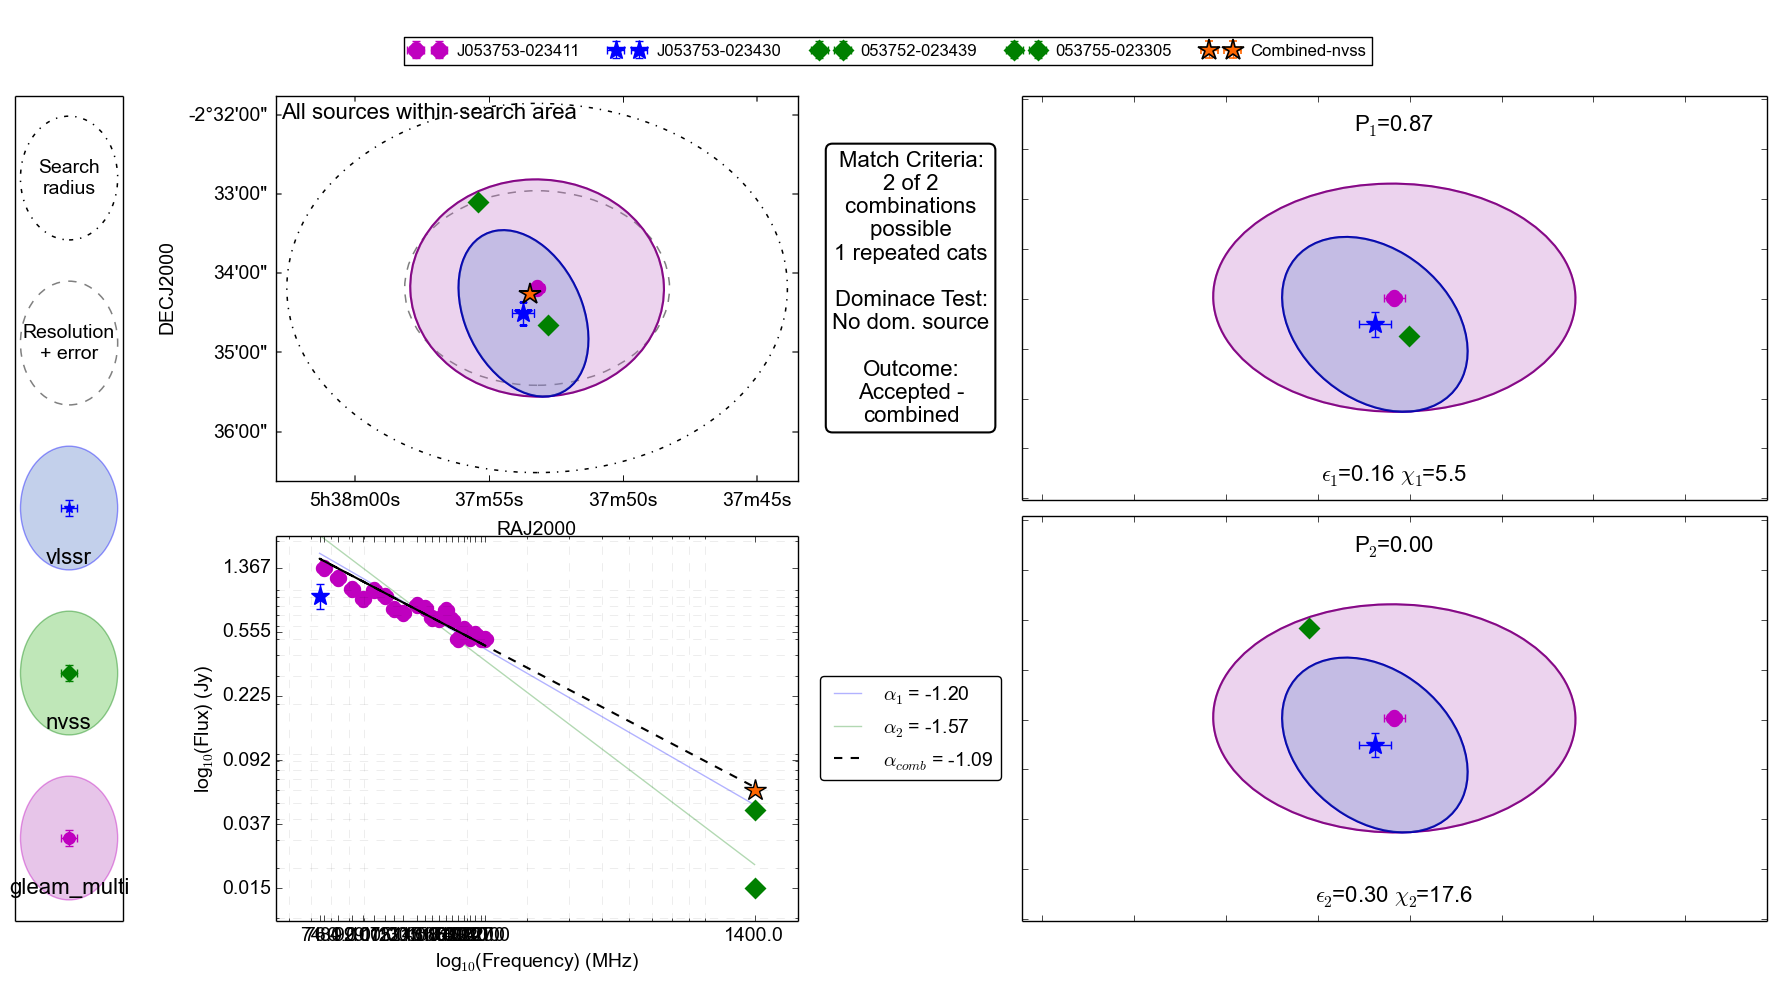 J053753-023411 J053753-023430 053752-023439 053755-023305 Combined-nvss
Search
radius
Resolution
+ error
vlssr
nvss
gleam_multi
All sources within search area
DECJ2000
-2°32'00"
33'00"
34'00"
35'00"
36'00"
5h38m00s 37m55s 37m50s 37m45s
RAJ2000
Match Criteria:
2 of 2
combinations
possible
1 repeated cats
Dominace Test:
No dom. source
Outcome:
Accepted -
combined
P₁=0.87
ϵ₁=0.16 χ₁=5.5
log₁₀(Flux) (Jy)
1.367
0.555
0.225
0.092
0.037
0.015
1400.0
log₁₀(Frequency) (MHz)
α₁ = -1.20
α₂ = -1.57
α_comb = -1.09
P₂=0.00
ϵ₂=0.30 χ₂=17.6